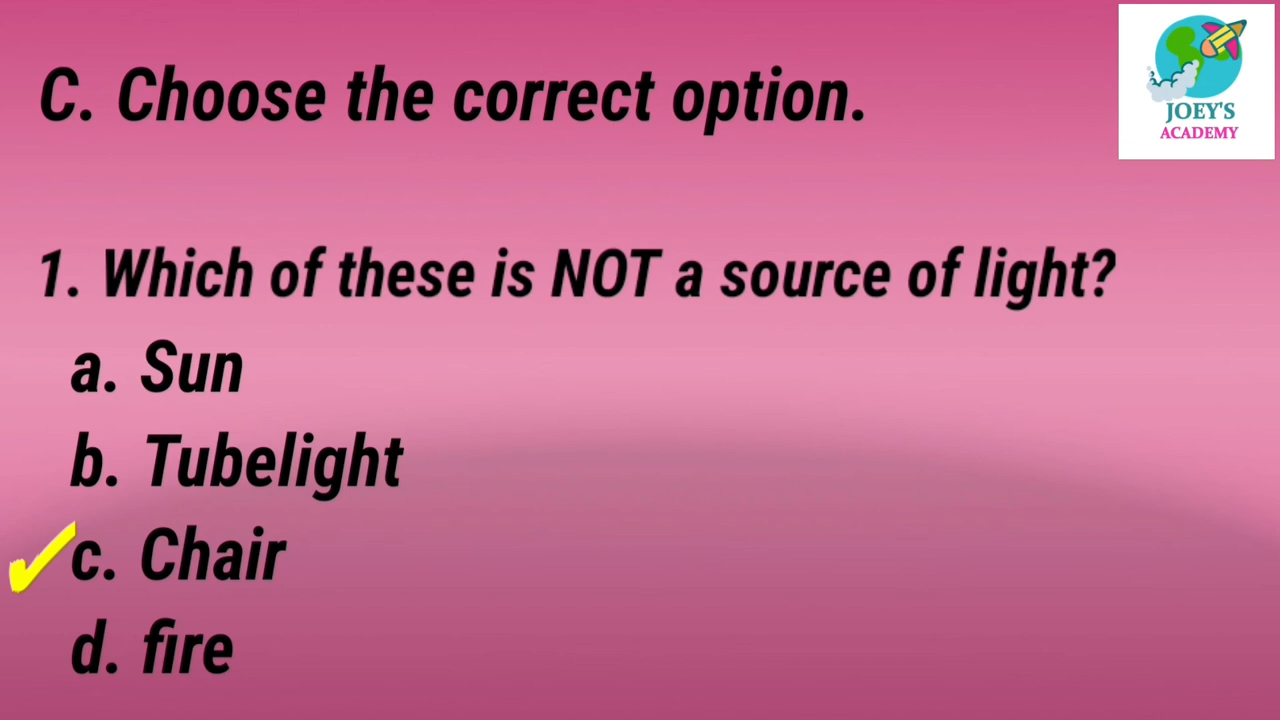 C. Choose the correct option.
JOEY'S
ACADEMY
1. Which of these is NOT a source of light?
a. Sun
b. Tubelight
c. Chair
d. fire